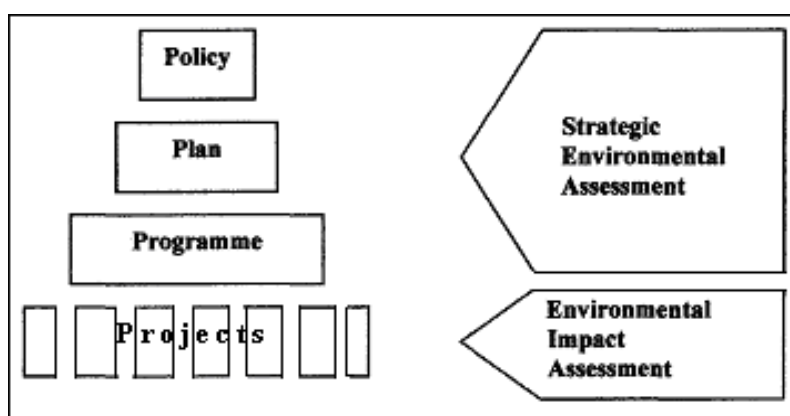 Policy
Plan
Programme
Projects
Strategic
Environmental
Assessment
Environmental
Impact
Assessment